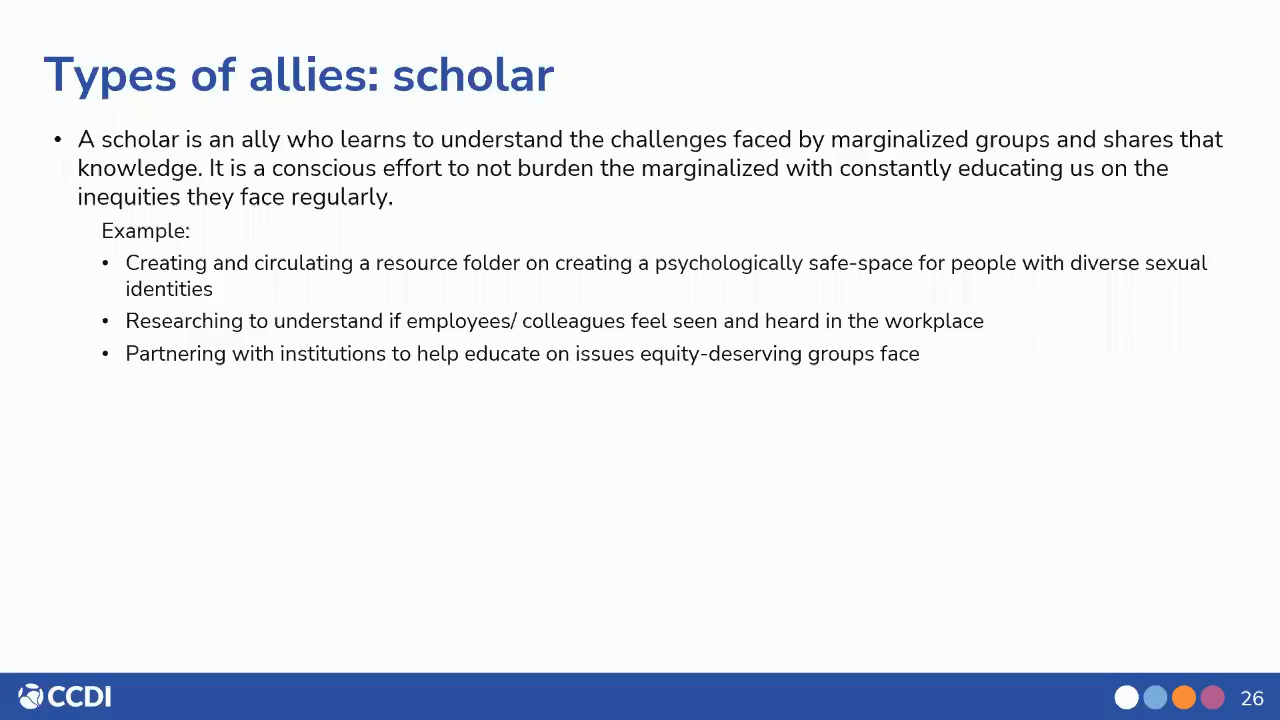 Types of allies: scholar
• A scholar is an ally who learns to understand the challenges faced by marginalized groups and shares that
knowledge. It is a conscious effort to not burden the marginalized with constantly educating us on the
inequities they face regularly.
Example:
• Creating and circulating a resource folder on creating a psychologically safe-space for people with diverse sexual
identities
• Researching to understand if employees/ colleagues feel seen and heard in the workplace
• Partnering with institutions to help educate on issues equity-deserving groups face
CCDI
26